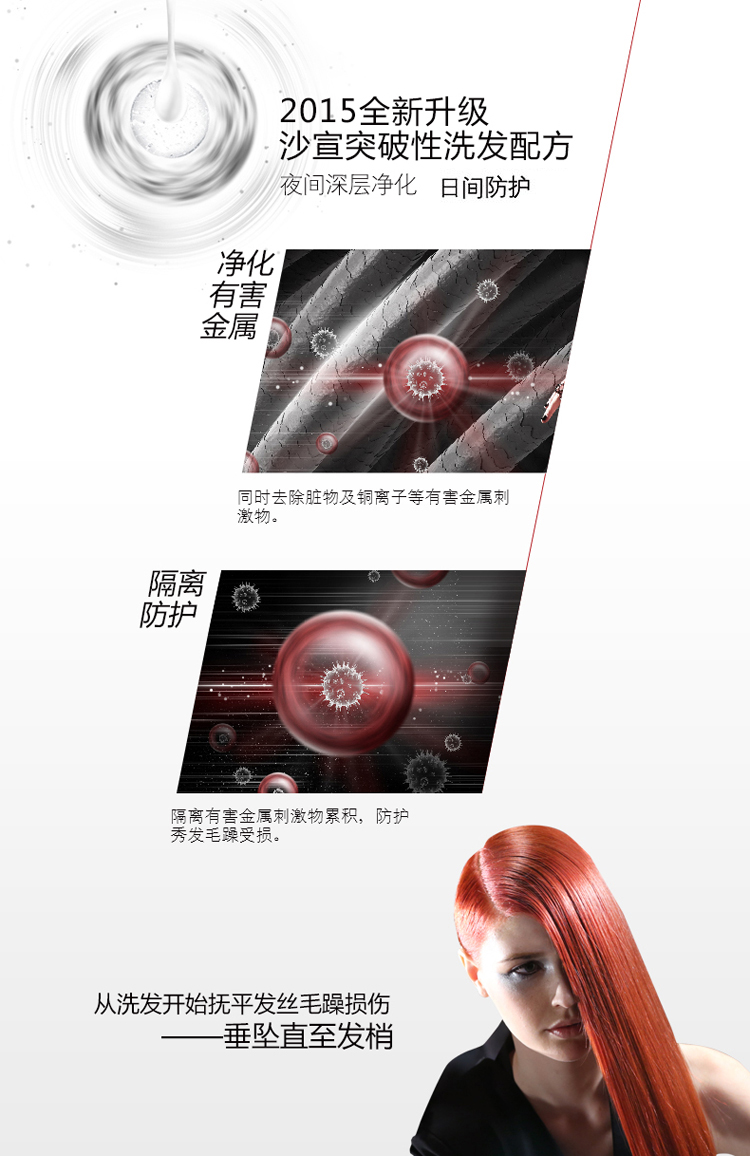 2015全新升级
沙宣突破性洗发配方
夜间深层净化 日间防护
净化
有害
金属
同时去除脏物及铜离子等有害金属刺
激物。
隔离
防护
隔离有害金属刺激物累积，防护
秀发毛躁受损。
从洗发开始抚平发丝毛躁损伤
——垂坠直至发梢